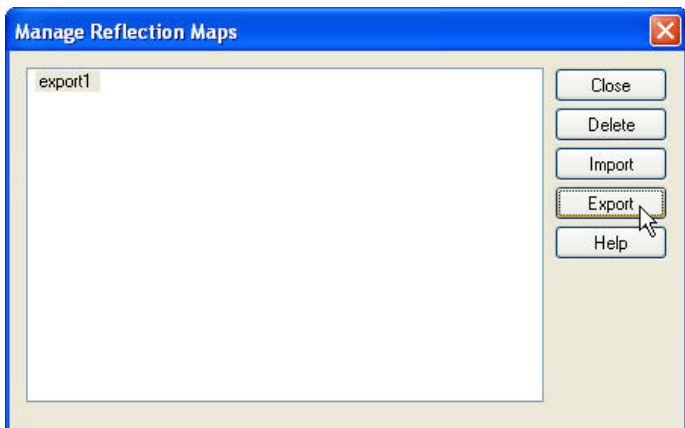 Manage Reflection Maps
export1
Close
Delete
Import
Export
Help